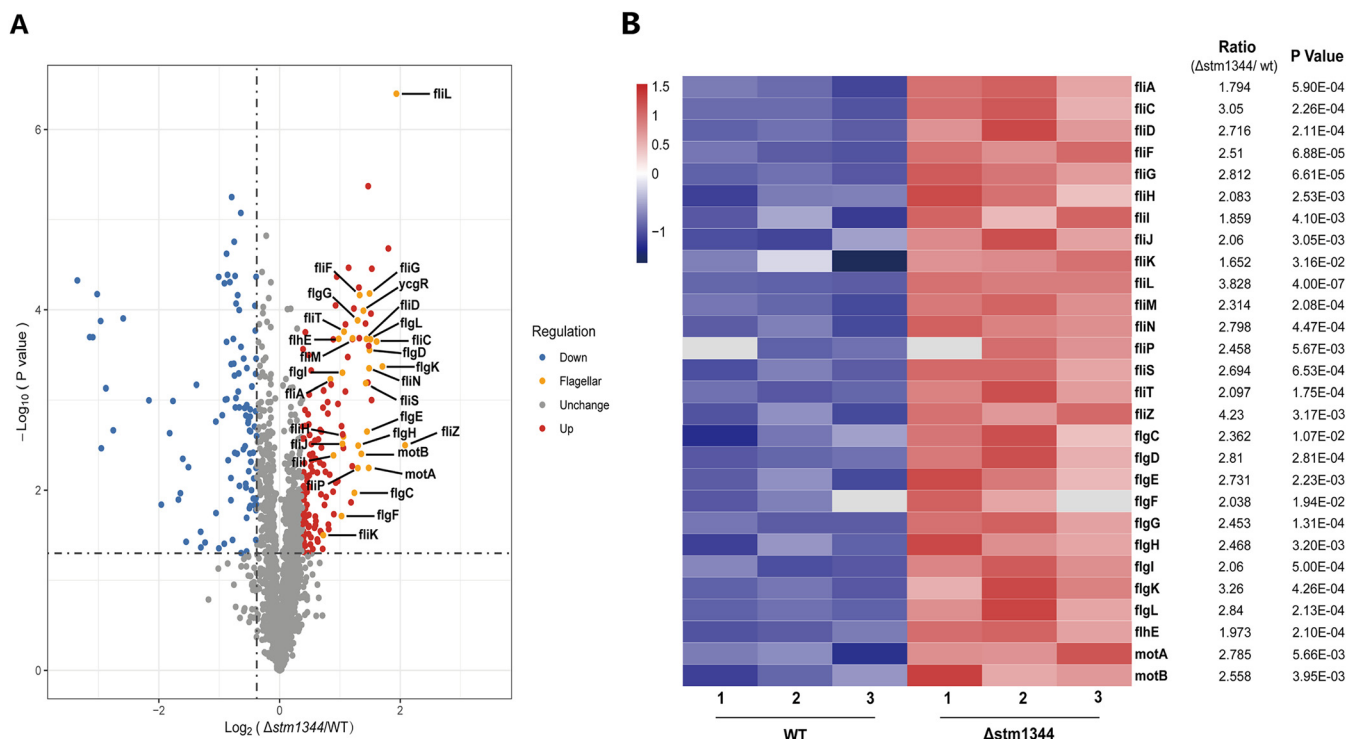 A
B
6
4
2
0
−2
0
2
−Log10 ( P value )
Log2 ( Δstm1344/WT)
fliL
fliF
fliG
ycgR
flgG
fliD
fliT
flgL
flhE
fliC
fliM
flgD
flgI
flgK
fliN
fliA
fliS
flgE
fliH
flgH
fliZ
fliJ
motB
fliI
motA
fliP
flgC
flgF
fliK
Regulation
Down
Flagellar
Unchange
Up
1.5
1
0.5
0
−1
Ratio
(Δstm1344/ wt)
P Value
fliA 1.794 5.90E-04
fliC 3.05 2.26E-04
fliD 2.716 2.11E-04
fliF 2.51 6.88E-05
fliG 2.812 6.61E-05
fliH 2.083 2.53E-03
fliI 1.859 4.10E-03
fliJ 2.06 3.05E-03
fliK 1.652 3.16E-02
fliL 3.828 4.00E-07
fliM 2.314 2.08E-04
fliN 2.798 4.47E-04
fliP 2.458 5.67E-03
fliS 2.694 6.53E-04
fliT 2.097 1.75E-04
fliZ 4.23 3.17E-03
flgC 2.362 1.07E-02
flgD 2.81 2.81E-04
flgE 2.731 2.23E-03
flgF 2.038 1.94E-02
flgG 2.453 1.31E-04
flgH 2.468 3.20E-03
flgI 2.06 5.00E-04
flgK 3.26 4.26E-04
flgL 2.84 2.13E-04
flhE 1.973 2.10E-04
motA 2.785 5.66E-03
motB 2.558 3.95E-03
1 2 3 1 2 3
WT Δstm1344